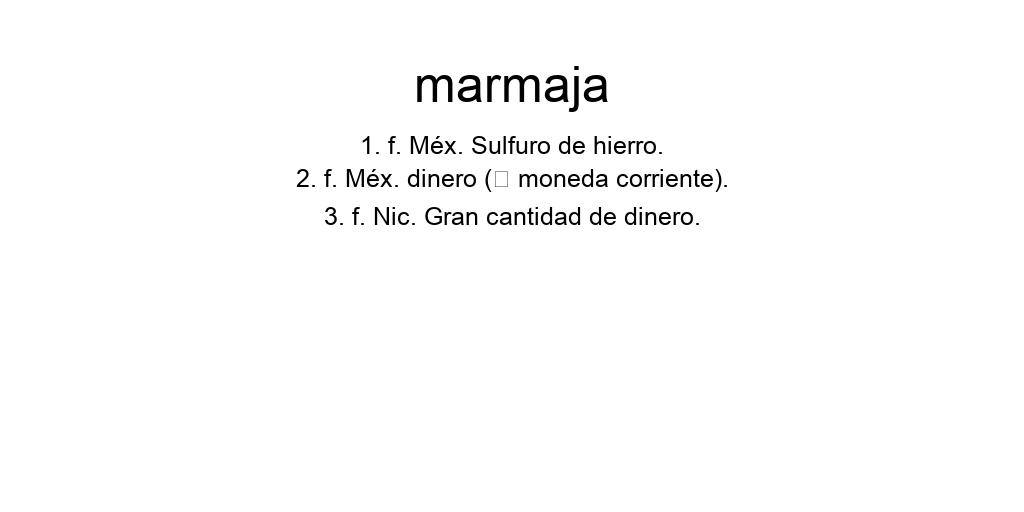 marmaja
1. f. Méx. Sulfuro de hierro.
2. f. Méx. dinero (□ moneda corriente).
3. f. Nic. Gran cantidad de dinero.